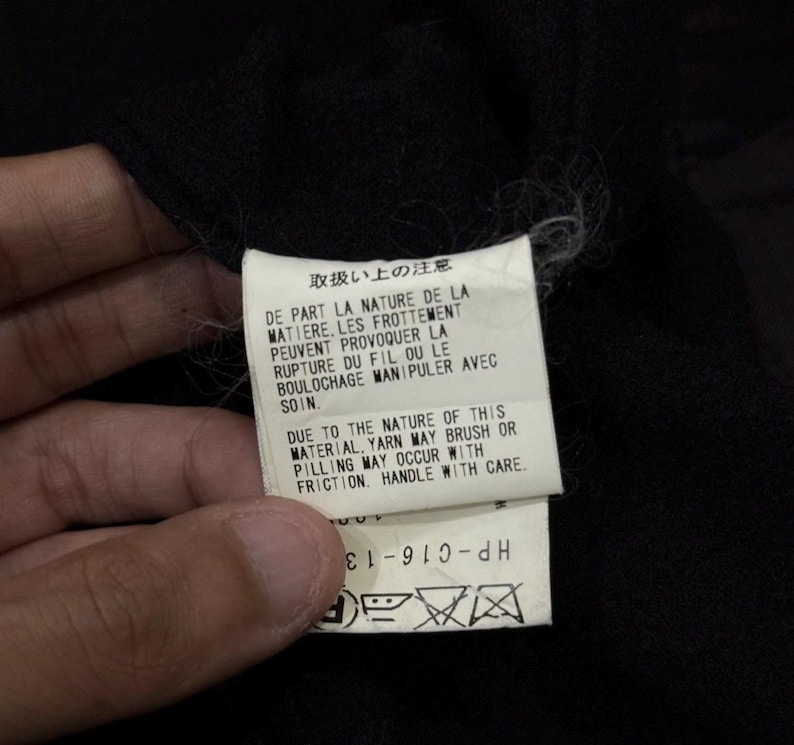 取扱い上の注意
DE PART LA NATURE DE LA
MATIERE.LES FROTTEMENT
PEUVENT PROVOQUER LA
RUPTURE DU FIL OU LE
BOULOCHAGE MANIPULER AVEC
SOIN.
DUE TO THE NATURE OF THIS
MATERIAL.YARN MAY BRUSH OR
PILLING MAY OCCUR WITH
FRICTION. HANDLE WITH CARE.
HP-C16-13